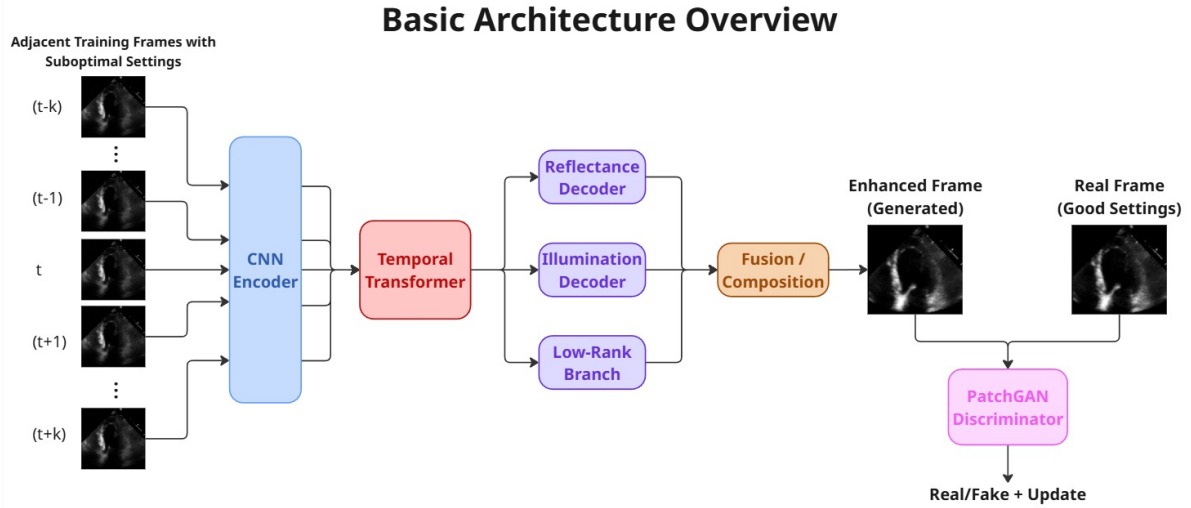 Basic Architecture Overview
Adjacent Training Frames with
Suboptimal Settings
(t-k)
(t-1)
t
(t+1)
(t+k)
CNN
Encoder
Temporal
Transformer
Reflectance
Decoder
Illumination
Decoder
Low-Rank
Branch
Fusion /
Composition
Enhanced Frame
(Generated)
Real Frame
(Good Settings)
PatchGAN
Discriminator
Real/Fake + Update